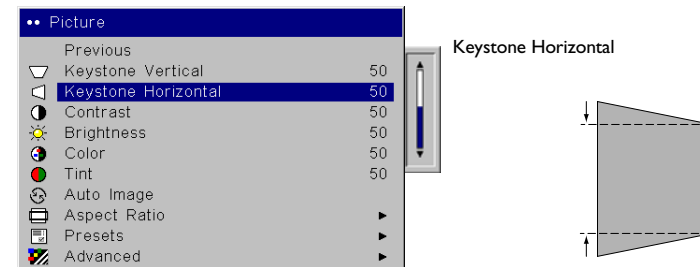 •• Picture
Previous
Keystone Vertical 50
Keystone Horizontal 50
Contrast 50
Brightness 50
Color 50
Tint 50
Auto Image
Aspect Ratio
Presets
Advanced
Keystone Horizontal